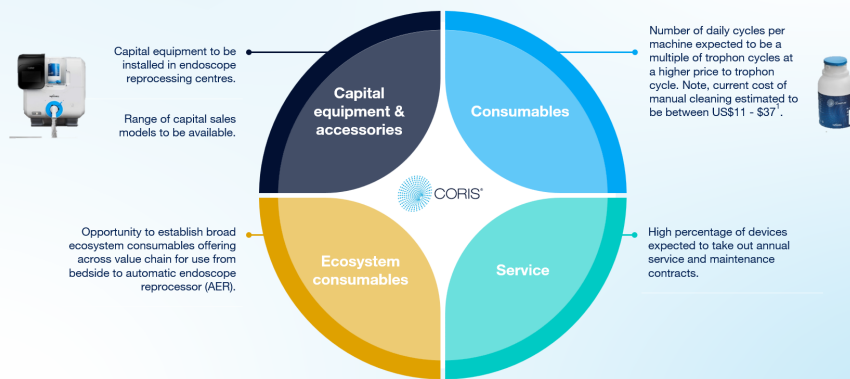 Capital equipment to be
installed in endoscope
reprocessing centres.
Range of capital sales
models to be available.
Capital
equipment &
accessories
Consumables
Number of daily cycles per
machine expected to be a
multiple of trophon cycles at
a higher price to trophon
cycle. Note, current cost of
manual cleaning estimated to
be between US$11 - $37¹.
CORIS®
Opportunity to establish broad
ecosystem consumables offering
across value chain for use from
bedside to automatic endoscope
reprocessor (AER).
Ecosystem
consumables
Service
High percentage of devices
expected to take out annual
service and maintenance
contracts.